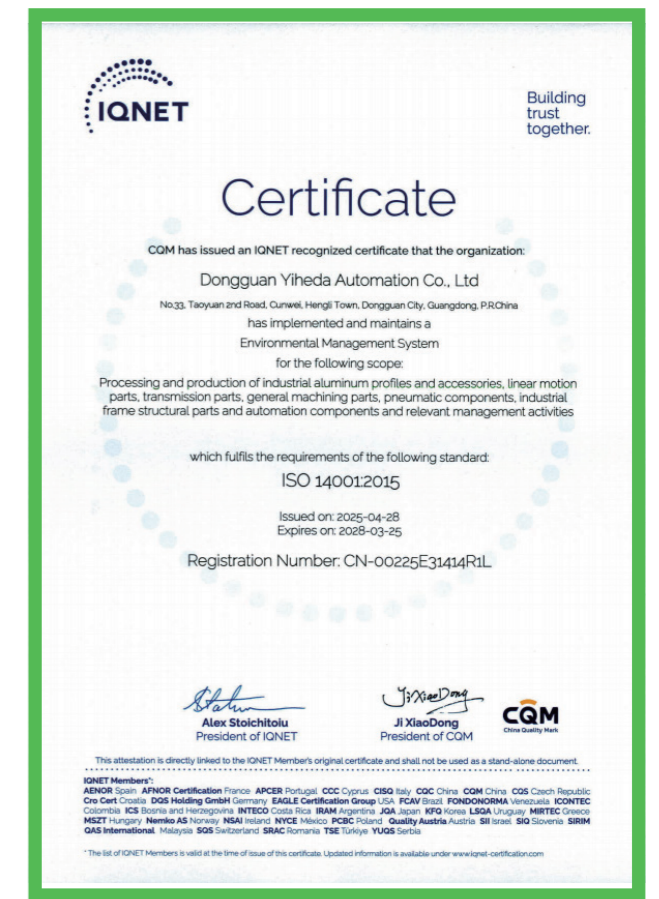 IQNET
Building
trust
together.
Certificate
CQM has issued an IQNET recognized certificate that the organization:
Dongguan Yiheda Automation Co., Ltd
No.33, Taoyuan 2nd Road, Cunwei, Hengli Town, Dongguan City, Guangdong, P.R.China
has implemented and maintains a
Environmental Management System
for the following scope:
Processing and production of industrial aluminum profiles and accessories, linear motion
parts, transmission parts, general machining parts, pneumatic components, industrial
frame structural parts and automation components and relevant management activities
which fulfils the requirements of the following standard:
ISO 14001:2015
Issued on: 2025-04-28
Expires on: 2028-03-25
Registration Number: CN-00225E31414R1L
Alex Stoichitoiu
President of IQNET
Ji XiaoDong
Ji XiaoDong
President of CQM
CQM
China Quality Mark
This attestation is directly linked to the IQNET Member's original certificate and shall not be used as a stand-alone document.
IQNET Members*:
AENOR Spain AFNOR Certification France APCER Portugal CCC Cyprus CISQ Italy CQC China CQM China CQS Czech Republic
Cro Cert Croatia DQS Holding GmbH Germany EAGLE Certification Group USA FCAV Brazil FONDONORMA Venezuela ICONTEC
Colombia ICS Bosnia and Herzegovina INTECO Costa Rica IRAM Argentina JQA Japan KFQ Korea LSQA Uruguay MIRTEC Greece
MSZT Hungary Nemko AS Norway NSAI Ireland NYCE México PCBC Poland Quality Austria Austria SII Israel SIQ Slovenia SIRIM
QAS International Malaysia SQS Switzerland SRAC Romania TSE Türkiye YUQS Serbia
* The list of IQNET Members is valid at the time of issue of this certificate. Updated information is available under www.iqnet-certification.com